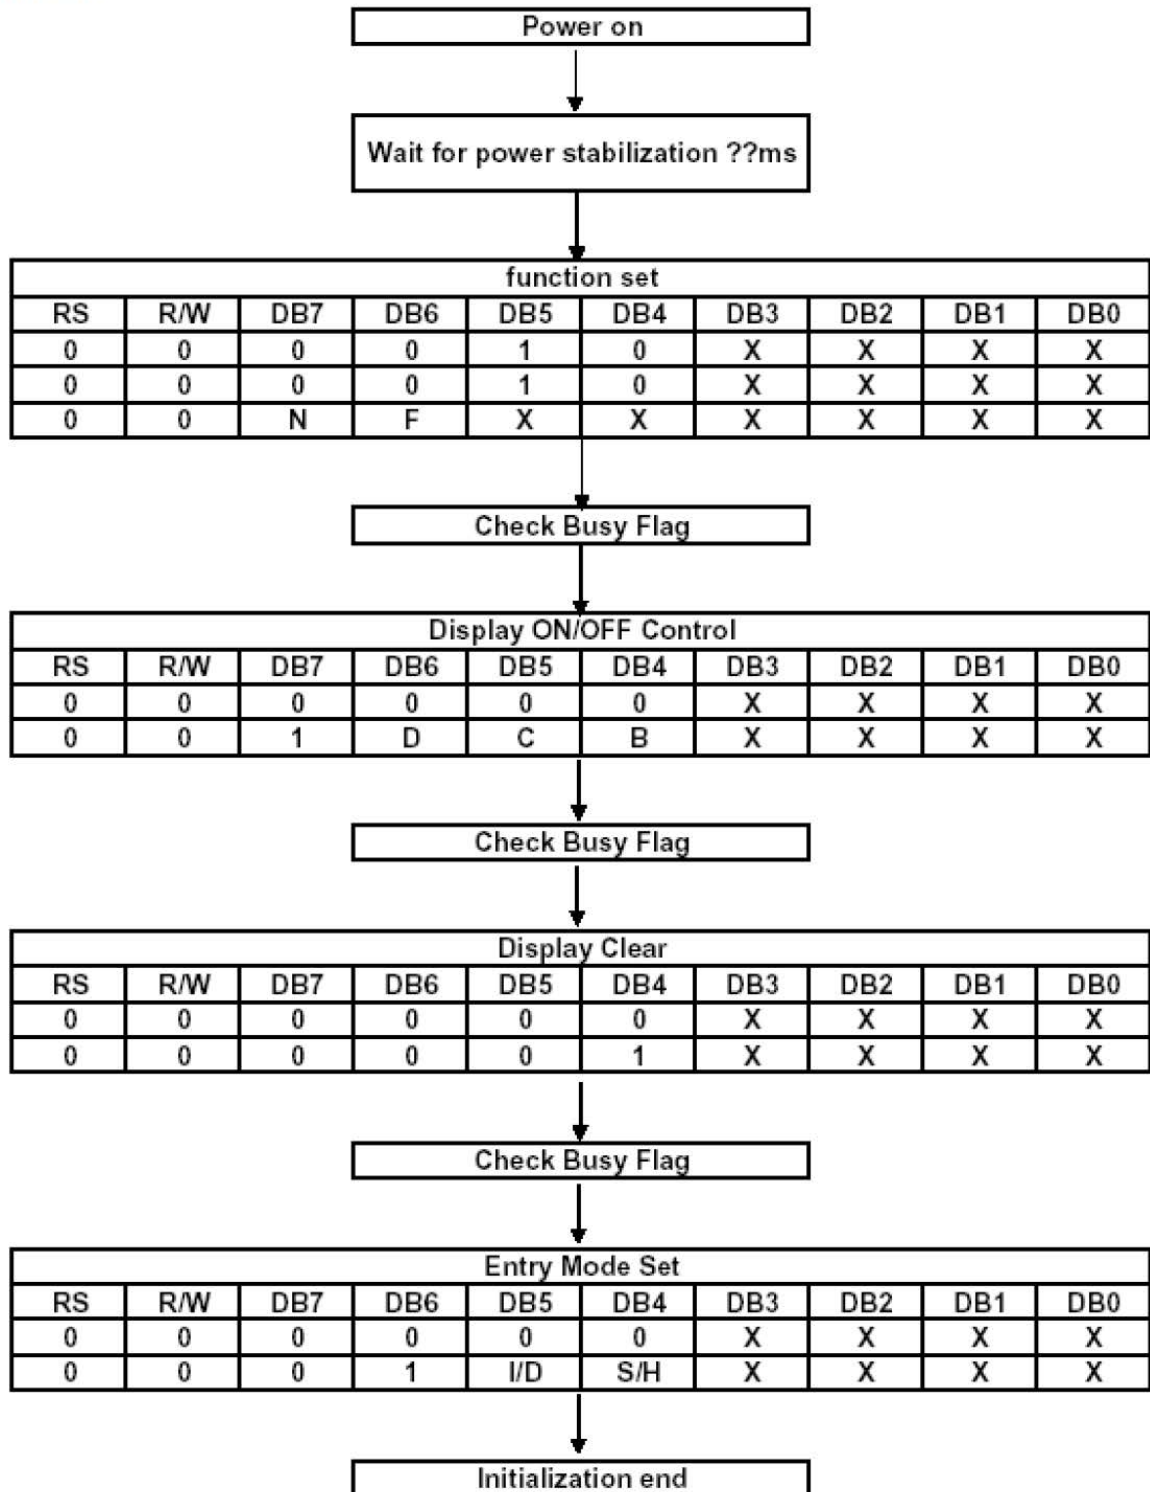 Power on
Wait for power stabilization ??ms
function set
RS R/W DB7 DB6 DB5 DB4 DB3 DB2 DB1 DB0
0 0 0 0 1 0 X X X X
0 0 0 0 1 0 X X X X
0 0 N F X X X X X X
Check Busy Flag
Display ON/OFF Control
RS R/W DB7 DB6 DB5 DB4 DB3 DB2 DB1 DB0
0 0 0 0 0 0 X X X X
0 0 1 D C B X X X X
Check Busy Flag
Display Clear
RS R/W DB7 DB6 DB5 DB4 DB3 DB2 DB1 DB0
0 0 0 0 0 0 X X X X
0 0 0 0 0 1 X X X X
Check Busy Flag
Entry Mode Set
RS R/W DB7 DB6 DB5 DB4 DB3 DB2 DB1 DB0
0 0 0 0 0 0 X X X X
0 0 0 1 I/D S/H X X X X
Initialization end